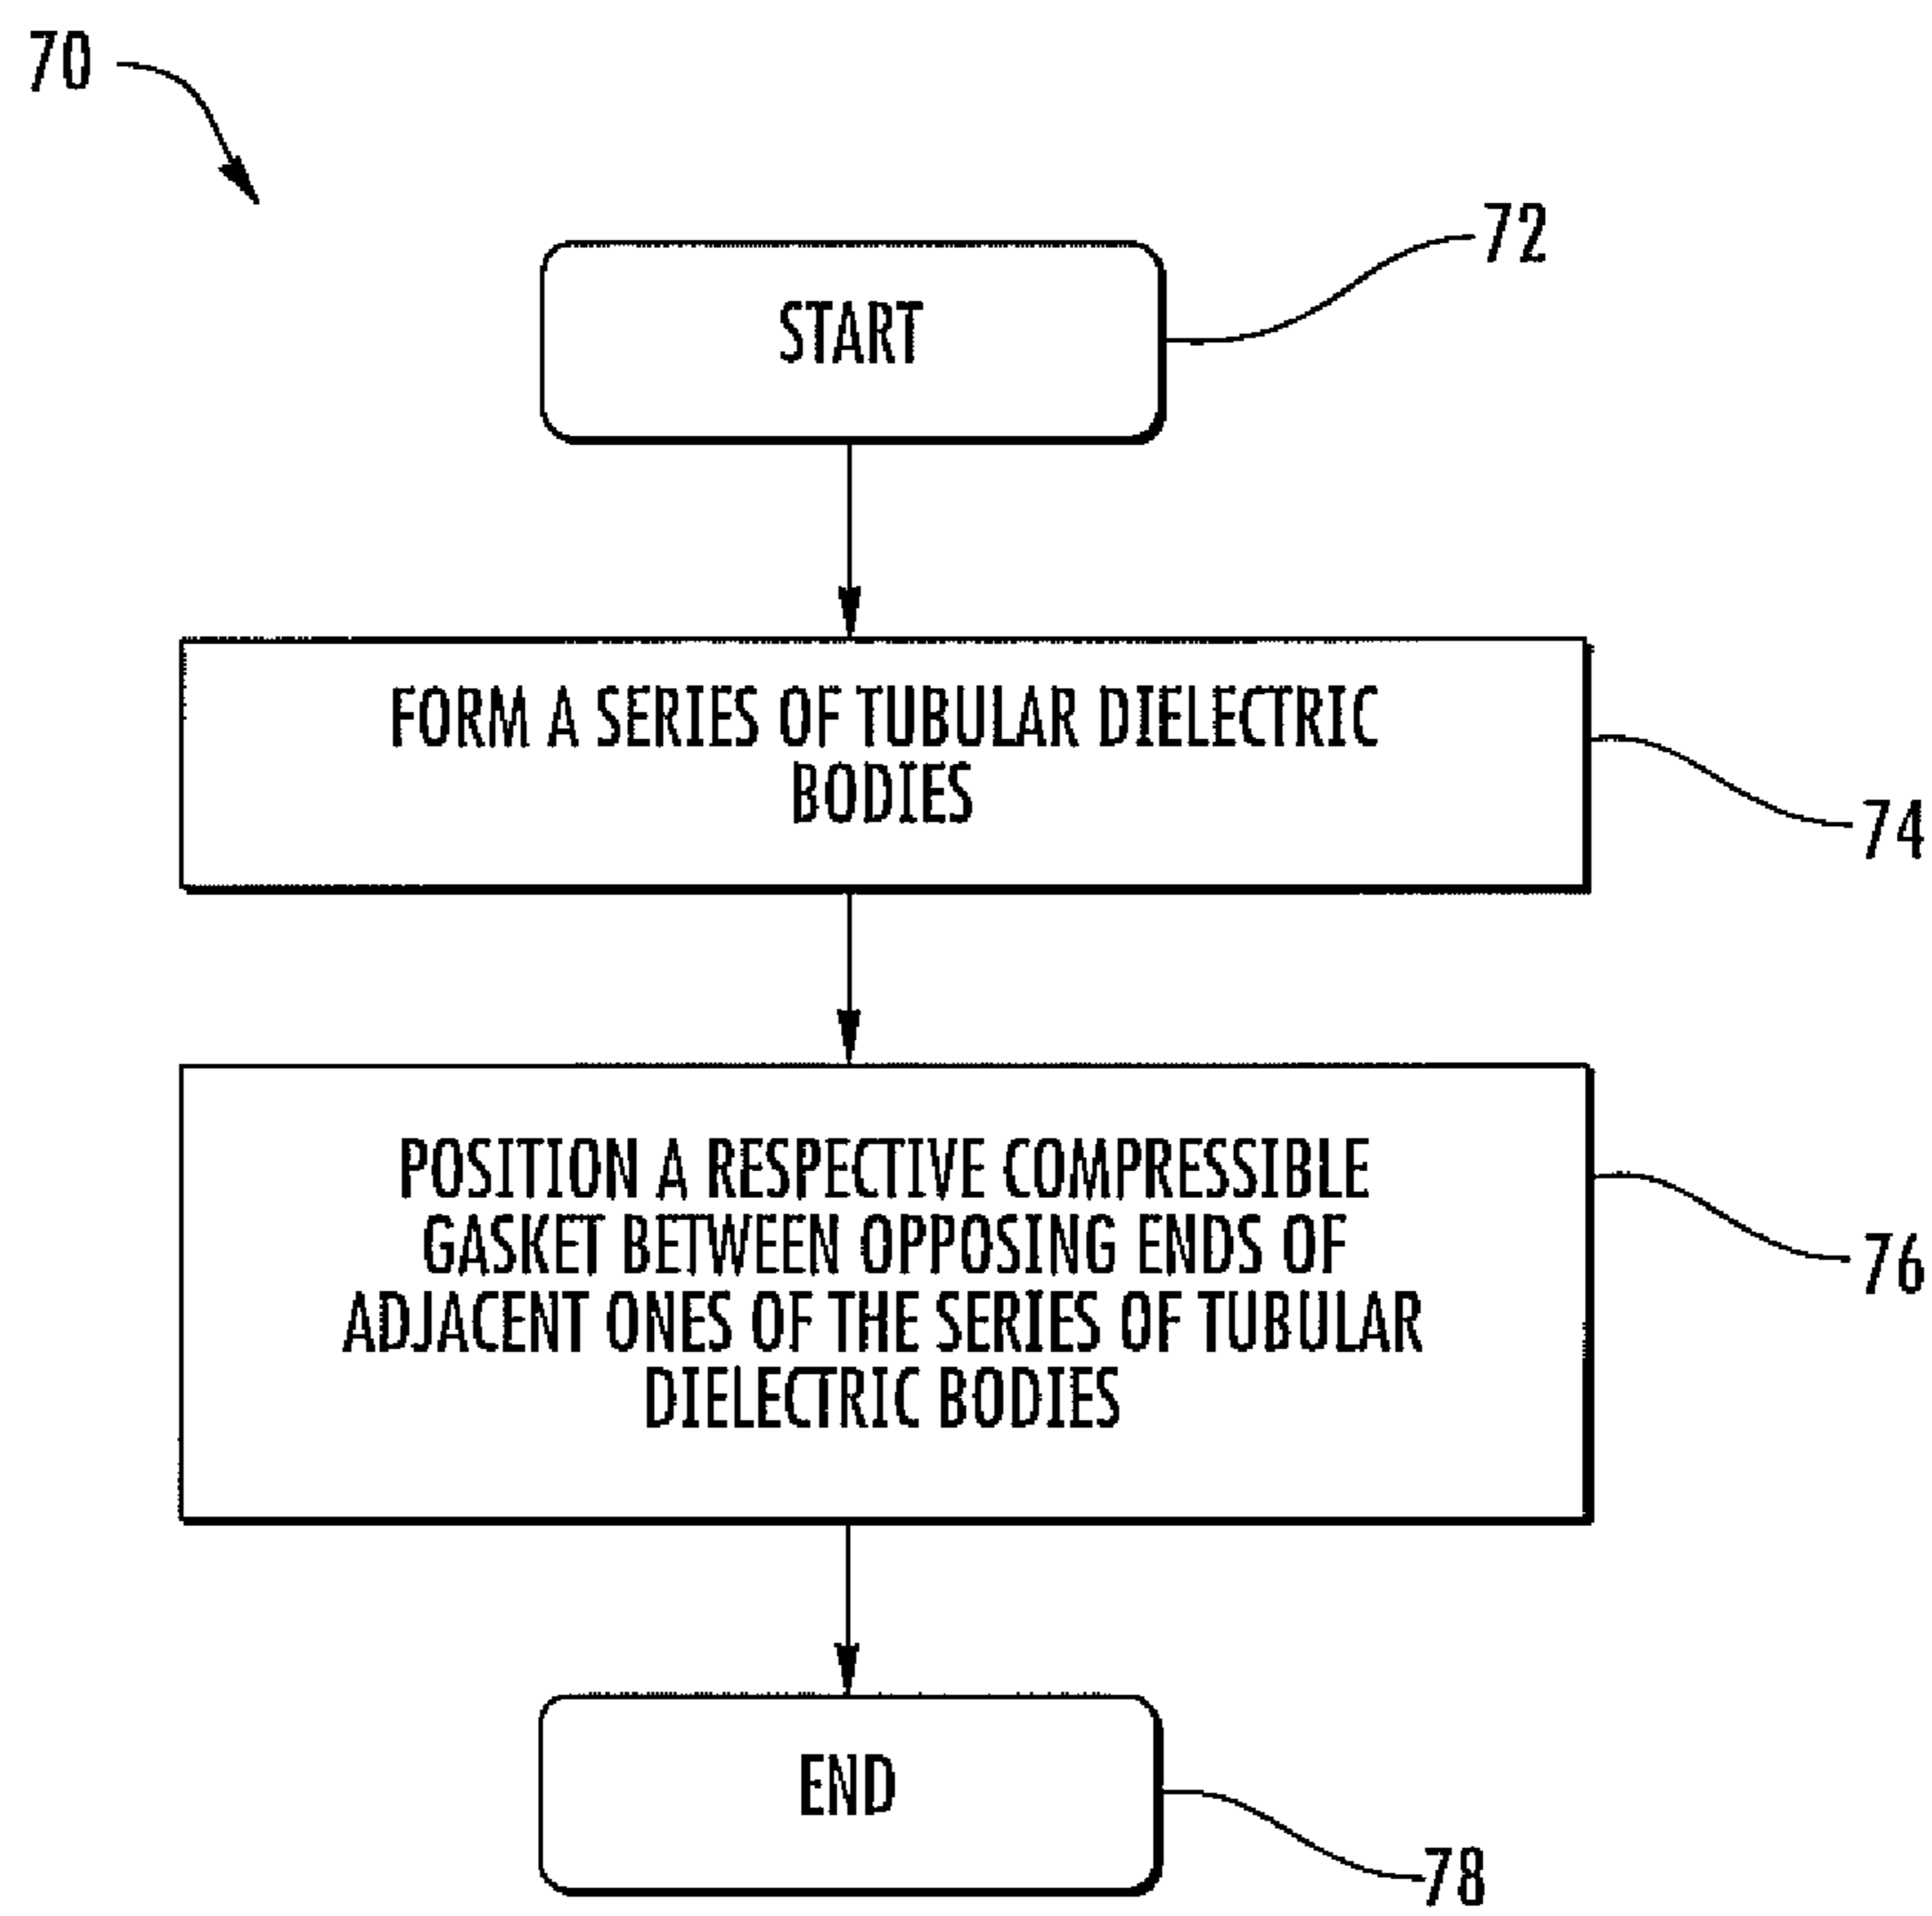 70
72
START
FORM A SERIES OF TUBULAR DIELECTRIC
BODIES
74
POSITION A RESPECTIVE COMPRESSIBLE
GASKET BETWEEN OPPOSING ENDS OF
ADJACENT ONES OF THE SERIES OF TUBULAR
DIELECTRIC BODIES
76
END
78